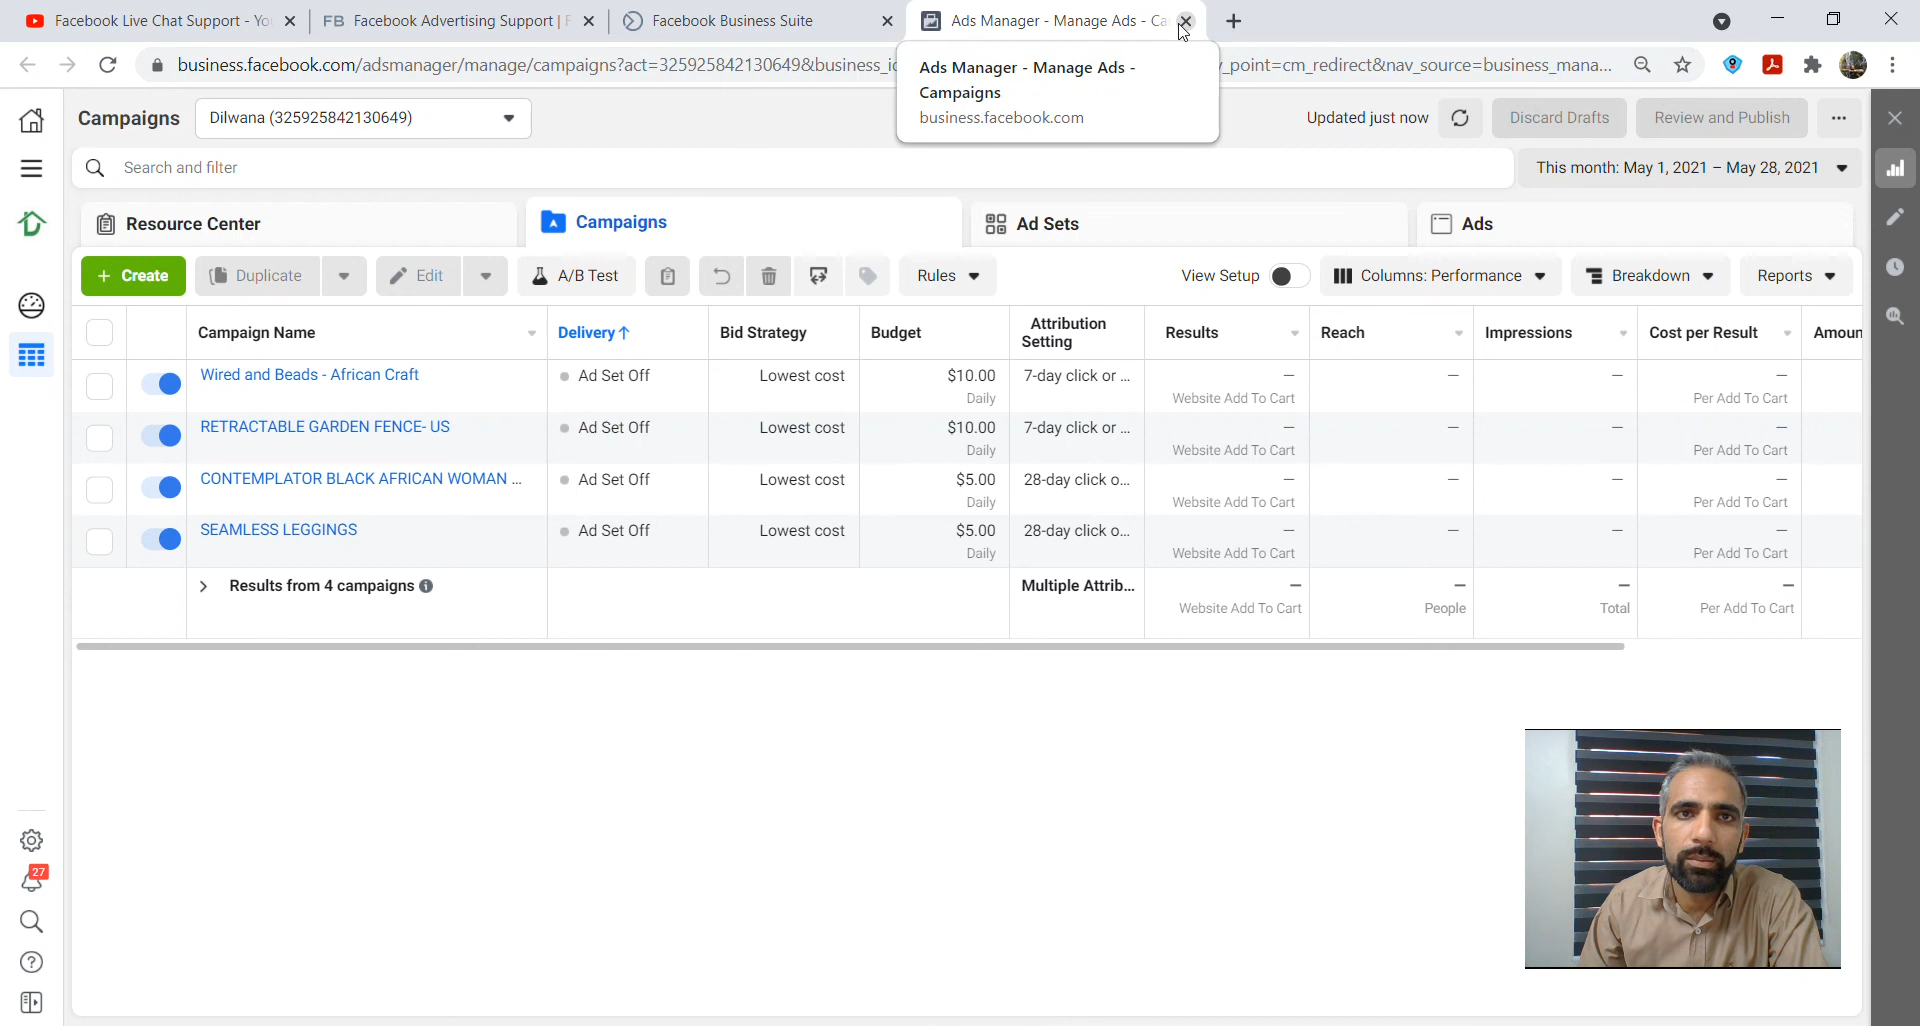 Facebook Live Chat Support - Yo
FB Facebook Advertising Support | F
Facebook Business Suite
Ads Manager - Manage Ads - Ca
business.facebook.com/adsmanager/manage/campaigns?act=325925842130649&business_id
_point=cm_redirect&nav_source=business_mana...
Ads Manager - Manage Ads -
Campaigns
business.facebook.com
Campaigns
Dilwana (325925842130649)
Updated just now
Discard Drafts
Review and Publish
Search and filter
This month: May 1, 2021 – May 28, 2021
Resource Center
Campaigns
Ad Sets
Ads
+ Create
Duplicate
Edit
A/B Test
Rules
View Setup
Columns: Performance
Breakdown
Reports
Campaign Name
Delivery↑
Bid Strategy
Budget
Attribution
Setting
Results
Reach
Impressions
Cost per Result
Amoun
Wired and Beads - African Craft
Ad Set Off
Lowest cost
$10.00
7-day click or ...
—
—
—
—
Daily
Website Add To Cart
Per Add To Cart
RETRACTABLE GARDEN FENCE- US
Ad Set Off
Lowest cost
$10.00
7-day click or ...
—
—
—
—
Daily
Website Add To Cart
Per Add To Cart
CONTEMPLATOR BLACK AFRICAN WOMAN ...
Ad Set Off
Lowest cost
$5.00
28-day click o...
—
—
—
—
Daily
Website Add To Cart
Per Add To Cart
SEAMLESS LEGGINGS
Ad Set Off
Lowest cost
$5.00
28-day click o...
—
—
—
—
Daily
Website Add To Cart
Per Add To Cart
Results from 4 campaigns
Multiple Attrib...
—
—
—
—
Website Add To Cart
People
Total
Per Add To Cart
27